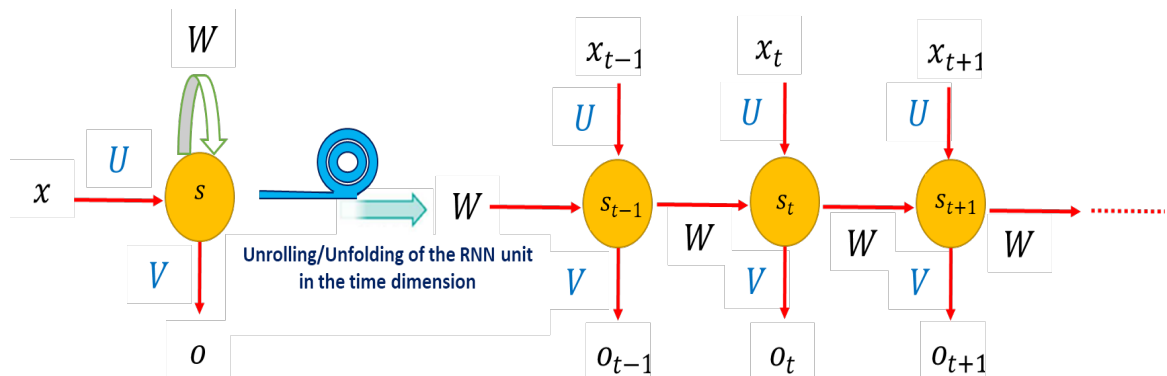 W
U
x
s
V
o
Unrolling/Unfolding of the RNN unit
in the time dimension
x_{t-1}
x_t
x_{t+1}
U
U
U
W
s_{t-1}
s_t
s_{t+1}
W
W
W
V
V
V
o_{t-1}
o_t
o_{t+1}